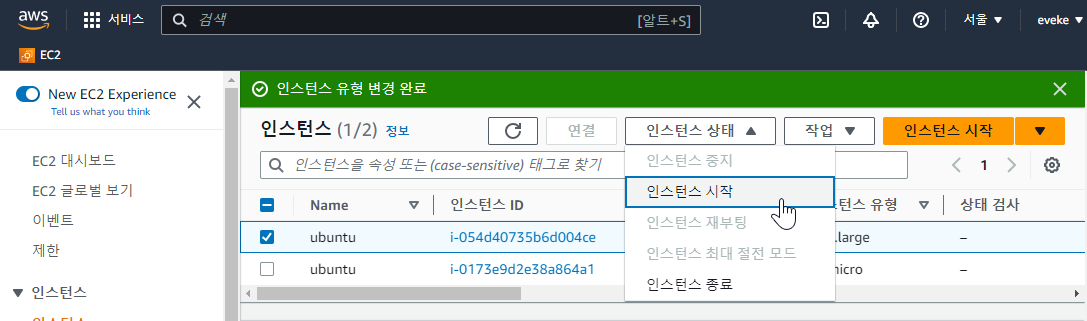 aws 서비스 검색 [알트+S] 서울 eveke
EC2
New EC2 Experience
Tell us what you think
EC2 대시보드
EC2 글로벌 보기
이벤트
제한
인스턴스
인스턴스 유형 변경 완료
인스턴스 (1/2) 정보 연결 인스턴스 상태 작업 인스턴스 시작
인스턴스을 속성 또는 (case-sensitive) 태그로 찾기 1
인스턴스 중지
인스턴스 시작
인스턴스 재부팅
인스턴스 최대 절전 모드
인스턴스 종료
Name 인스턴스 ID 스턴스 유형 상태 검사
ubuntu i-054d40735b6d004ce .large –
ubuntu i-0173e9d2e38a864a1 micro –